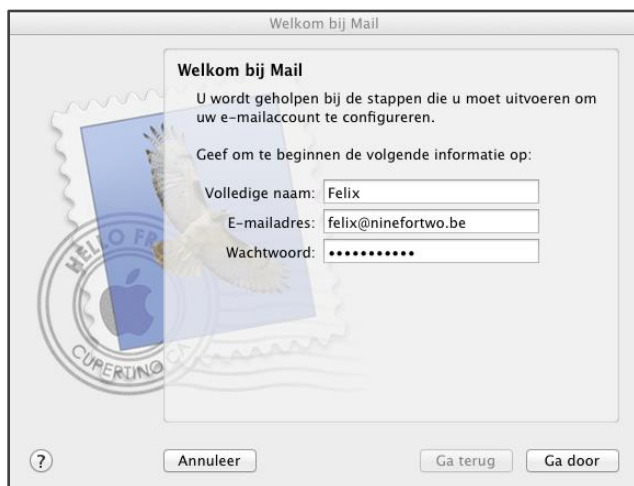 Welkom bij Mail
Welkom bij Mail
U wordt geholpen bij de stappen die u moet uitvoeren om
uw e-mailaccount te configureren.
Geef om te beginnen de volgende informatie op:
Volledige naam: Felix
E-mailadres: felix@ninefortwo.be
Wachtwoord: •••••••••••
HELLO FR
CUPERTINO CA
? Annuleer Ga terug Ga door